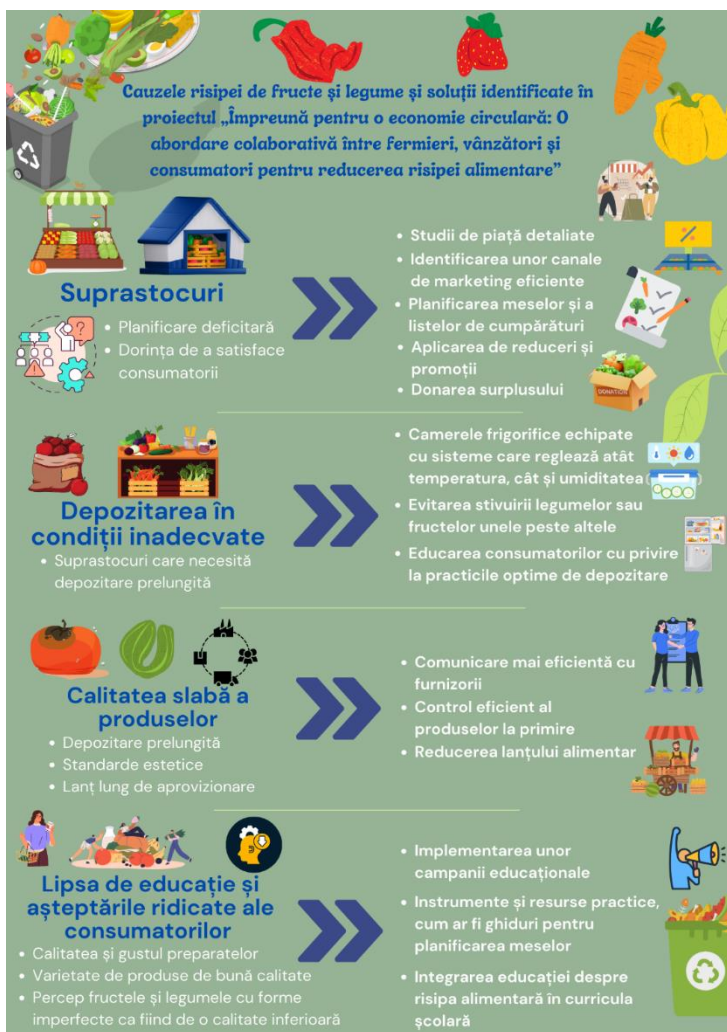 Cauzele risipei de fructe și legume și soluții identificate în
proiectul „Împreună pentru o economie circulară: O
abordare colaborativă între fermieri, vânzători și
consumatori pentru reducerea risipei alimentare”
Suprastocuri
• Planificare deficitară
• Dorința de a satisface
consumatorii
• Studii de piață detaliate
• Identificarea unor canale
de marketing eficiente
• Planificarea meselor și a
listelor de cumpărături
• Aplicarea de reduceri și
promoții
• Donarea surplusului
DONATION
Depozitarea în
condiții inadecvate
• Suprastocuri care necesită
depozitare prelungită
• Camerele frigorifice echipate
cu sisteme care reglează atât
temperatura, cât și umiditatea
• Evitarea stivuirii legumelor sau
fructelor unele peste altele
• Educarea consumatorilor cu privire
la practicile optime de depozitare
Calitatea slabă a
produselor
• Depozitare prelungită
• Standarde estetice
• Lanț lung de aprovizionare
• Comunicare mai eficientă cu
furnizorii
• Control eficient al
produselor la primire
• Reducerea lanțului alimentar
Lipsa de educație și
așteptările ridicate ale
consumatorilor
• Calitatea și gustul preparatelor
• Varietate de produse de bună calitate
• Percep fructele și legumele cu forme
imperfecte ca fiind de o calitate inferioară
• Implementarea unor
campanii educaționale
• Instrumente și resurse practice,
cum ar fi ghiduri pentru
planificarea meselor
• Integrarea educației despre
risipa alimentară în curricula
școlară